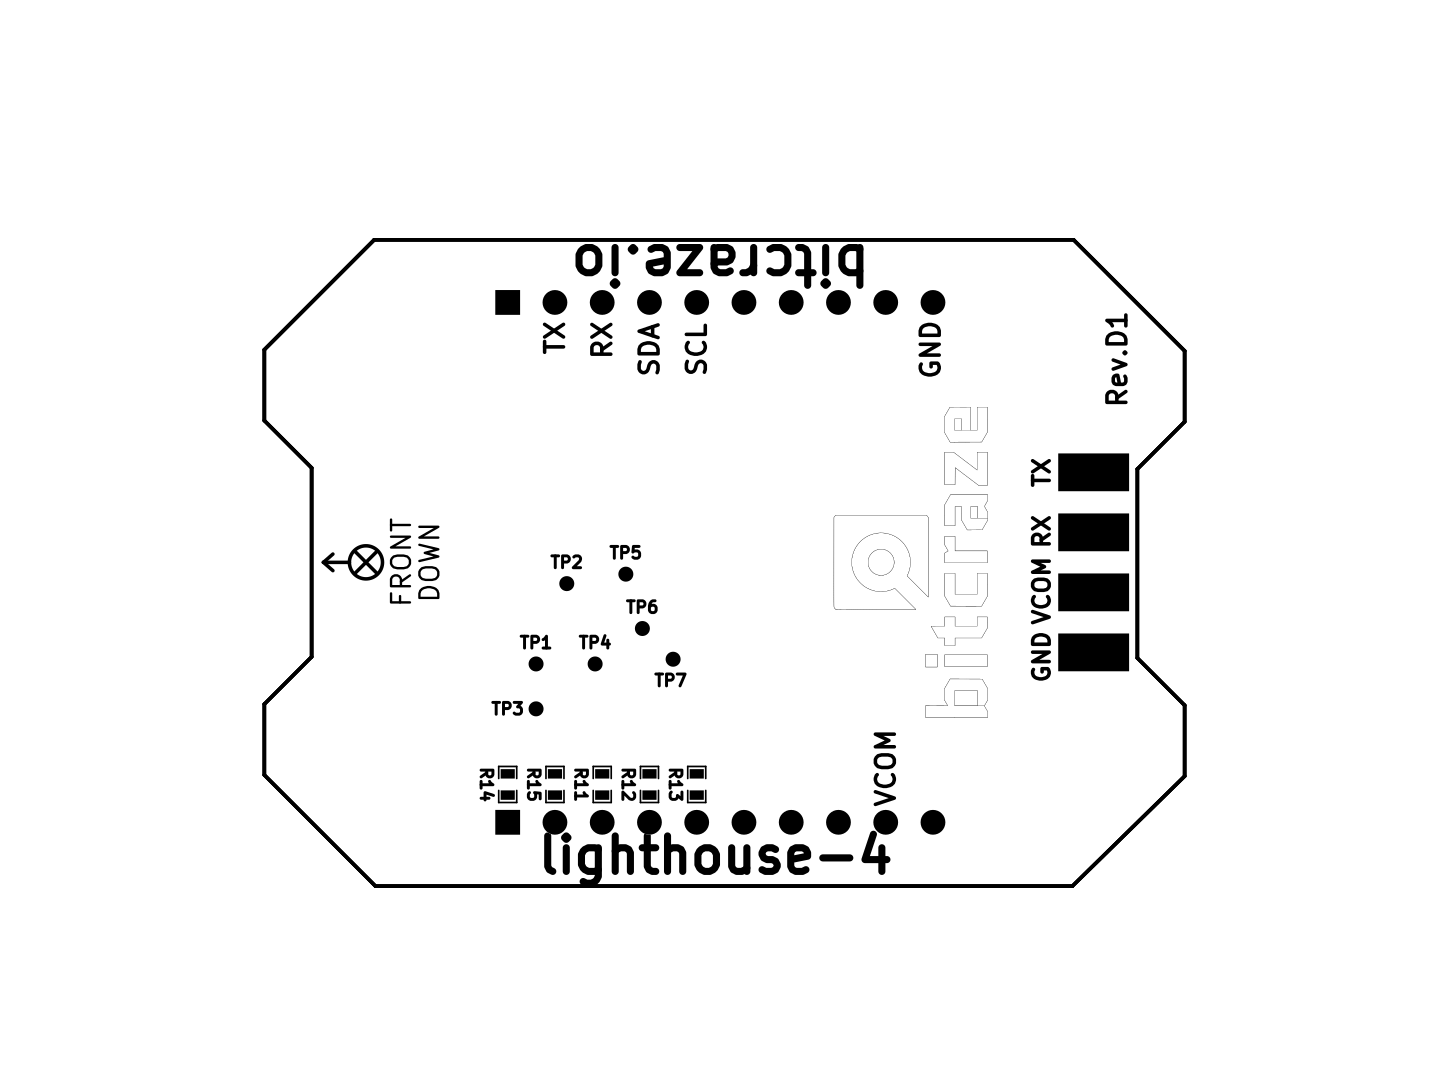 bitcraze.io
TX
RX
SDA
SCL
GND
Rev.D1
bitcraze
TX
RX
VCOM
GND
FRONT
DOWN
TP2
TP5
TP6
TP1
TP4
TP7
TP3
VCOM
R14
R15
R11
R12
R13
lighthouse-4